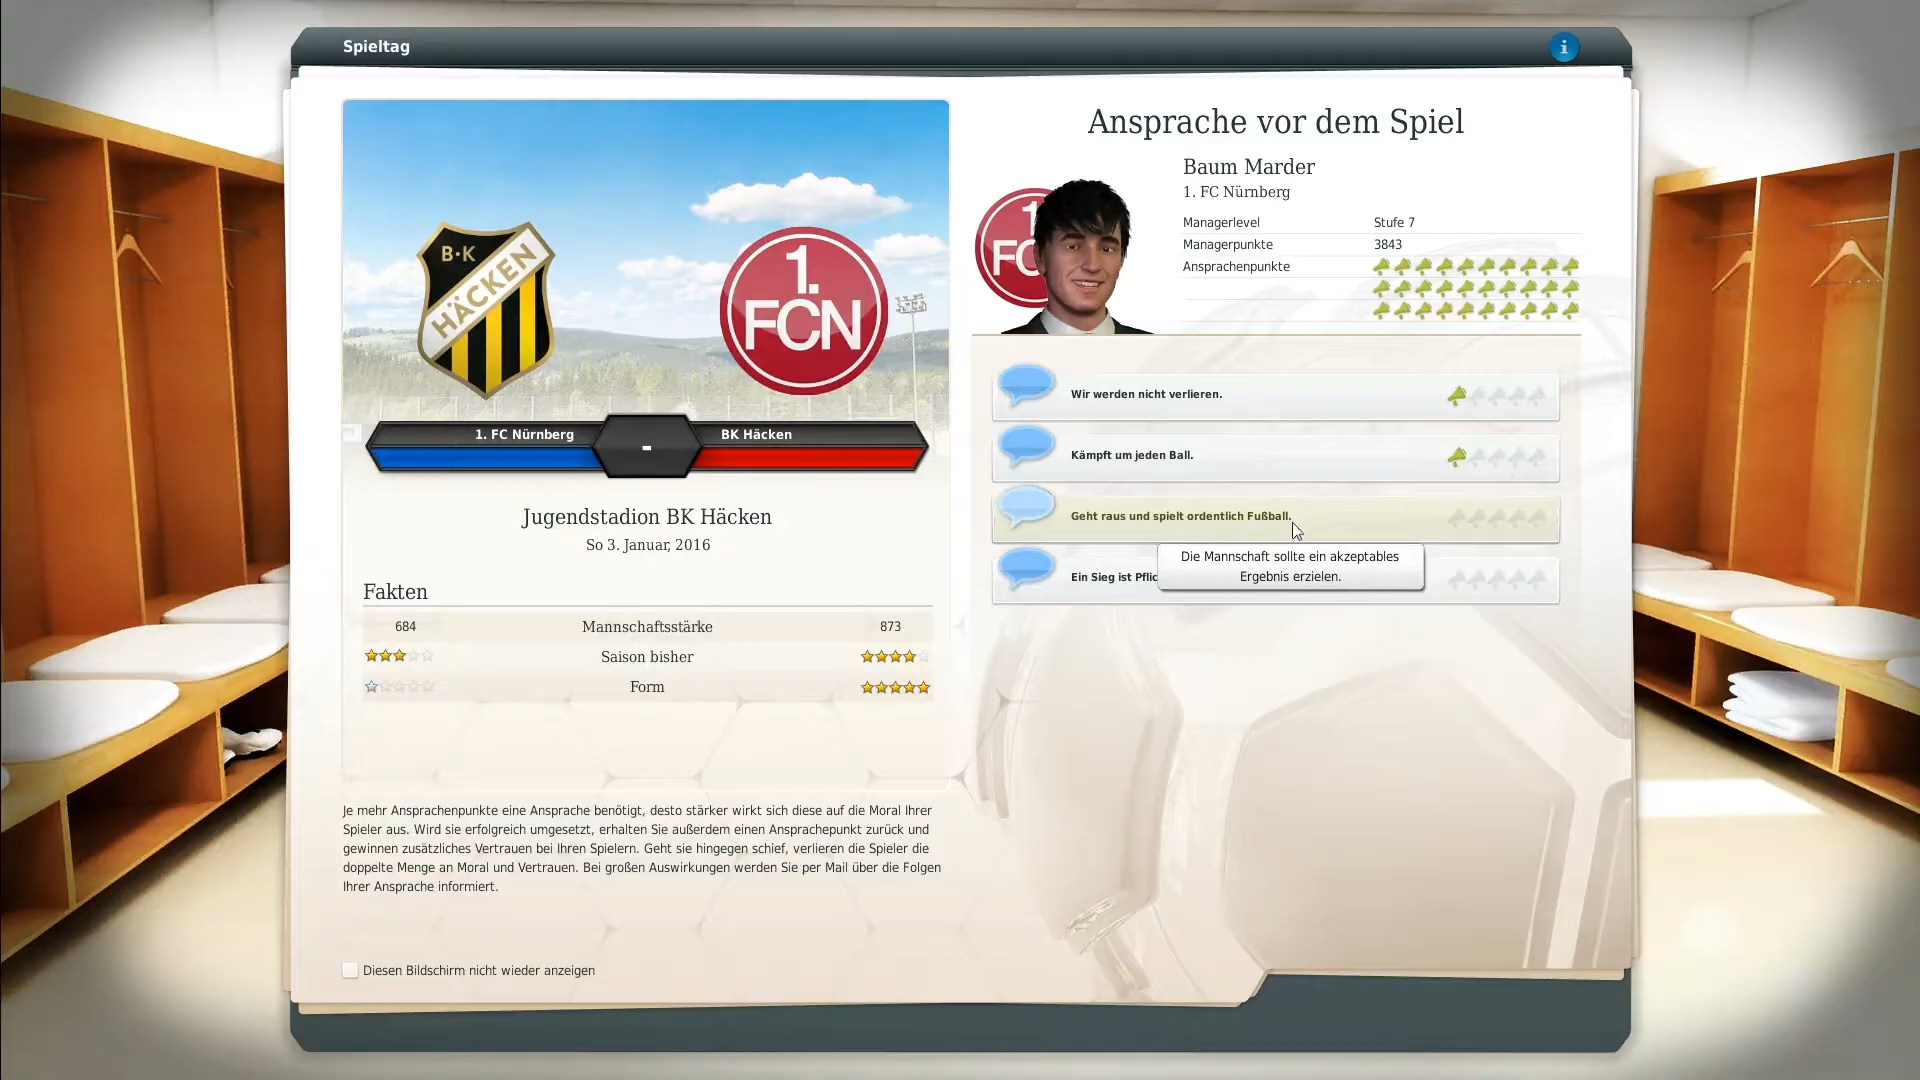 Spieltag
B·K
HÄCKEN
1.
FCN
1. FC Nürnberg
-
BK Häcken
Jugendstadion BK Häcken
So 3. Januar, 2016
Fakten
684 Mannschaftsstärke 873
Saison bisher
Form
Je mehr Ansprachenpunkte eine Ansprache benötigt, desto stärker wirkt sich diese auf die Moral Ihrer
Spieler aus. Wird sie erfolgreich umgesetzt, erhalten Sie außerdem einen Ansprachepunkt zurück und
gewinnen zusätzliches Vertrauen bei Ihren Spielern. Geht sie hingegen schief, verlieren die Spieler die
doppelte Menge an Moral und Vertrauen. Bei großen Auswirkungen werden Sie per Mail über die Folgen
Ihrer Ansprache informiert.
Diesen Bildschirm nicht wieder anzeigen
Ansprache vor dem Spiel
1
FC
Baum Marder
1. FC Nürnberg
Managerlevel Stufe 7
Managerpunkte 3843
Ansprachenpunkte
Wir werden nicht verlieren.
Kämpft um jeden Ball.
Geht raus und spielt ordentlich Fußball.
Die Mannschaft sollte ein akzeptables
Ergebnis erzielen.
Ein Sieg ist Pflic